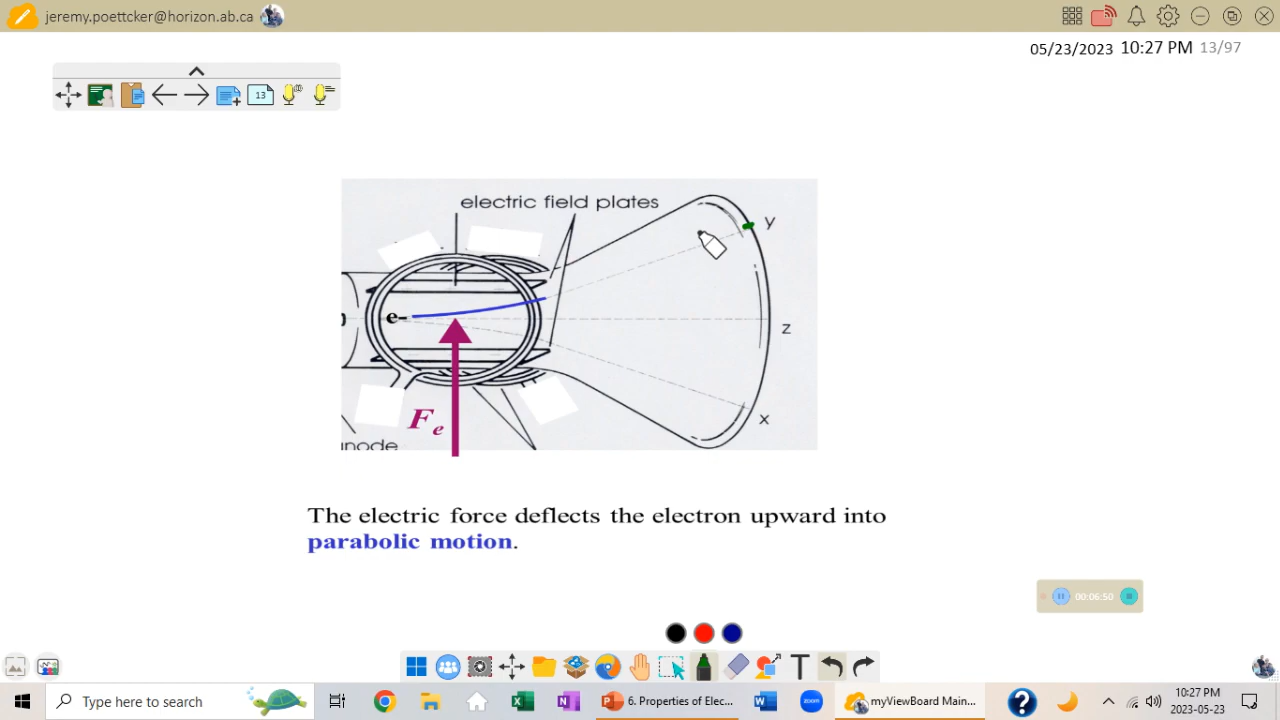 jeremy.poettcker@horizon.ab.ca
05/23/2023 10:27 PM 13/97
13
electric field plates
y
e-
z
Fe
x
anode
The electric force deflects the electron upward into
parabolic motion.
00:06:50
T
Type here to search
6. Properties of Elec...
zoom
myViewBoard Main...
10:27 PM
2023-05-23